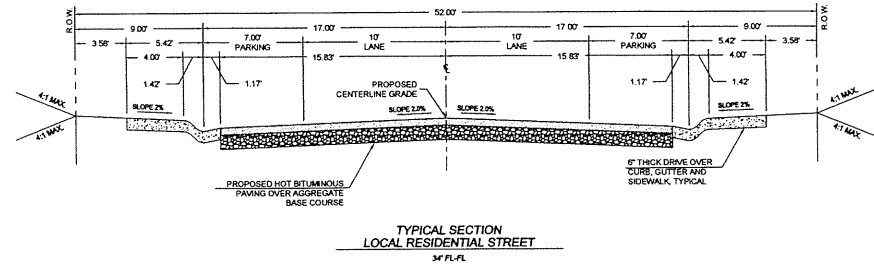 52.00'
R.O.W.
R.O.W.
9.00'
17.00'
17.00'
9.00'
3.58'
5.42'
7.00'
PARKING
10'
LANE
10'
LANE
7.00'
PARKING
5.42'
3.58'
4.00'
15.83'
℄
15.83'
4.00'
1.42'
1.17'
1.17'
1.42'
PROPOSED
CENTERLINE GRADE
4:1 MAX.
SLOPE 2%
SLOPE 2.0%
SLOPE 2.0%
SLOPE 2%
4:1 MAX.
4:1 MAX.
4:1 MAX.
PROPOSED HOT BITUMINOUS
PAVING OVER AGGREGATE
BASE COURSE
6" THICK DRIVE OVER
CURB, GUTTER AND
SIDEWALK, TYPICAL
TYPICAL SECTION
LOCAL RESIDENTIAL STREET
34' FL-FL